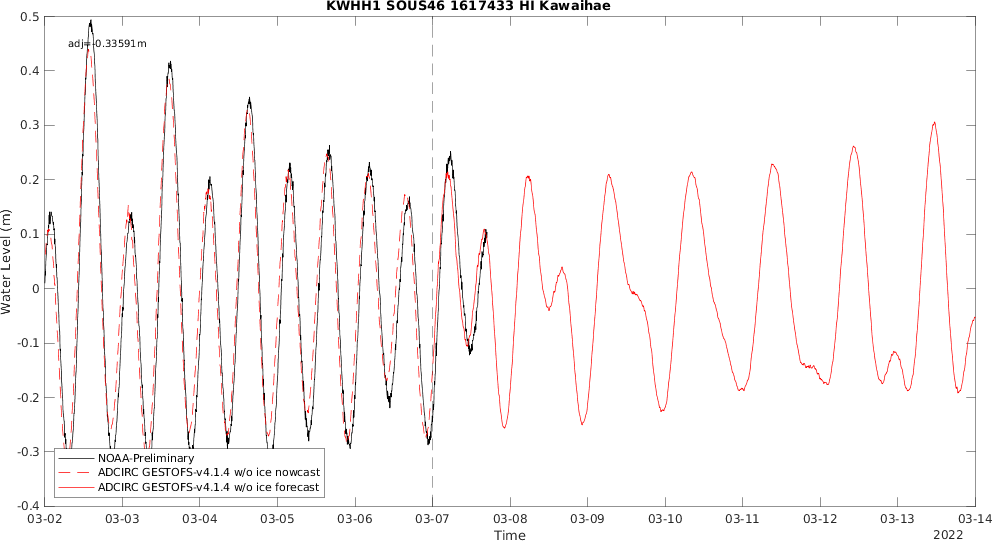 KWHH1 SOUS46 1617433 HI Kawaihae
adj=-0.33591m
0.5
0.4
0.3
0.2
0.1
0
-0.1
-0.2
-0.3
-0.4
Water Level (m)
NOAA-Preliminary
ADCIRC GESTOFS-v4.1.4 w/o ice nowcast
ADCIRC GESTOFS-v4.1.4 w/o ice forecast
03-02 03-03 03-04 03-05 03-06 03-07 03-08 03-09 03-10 03-11 03-12 03-13 03-14
Time
2022